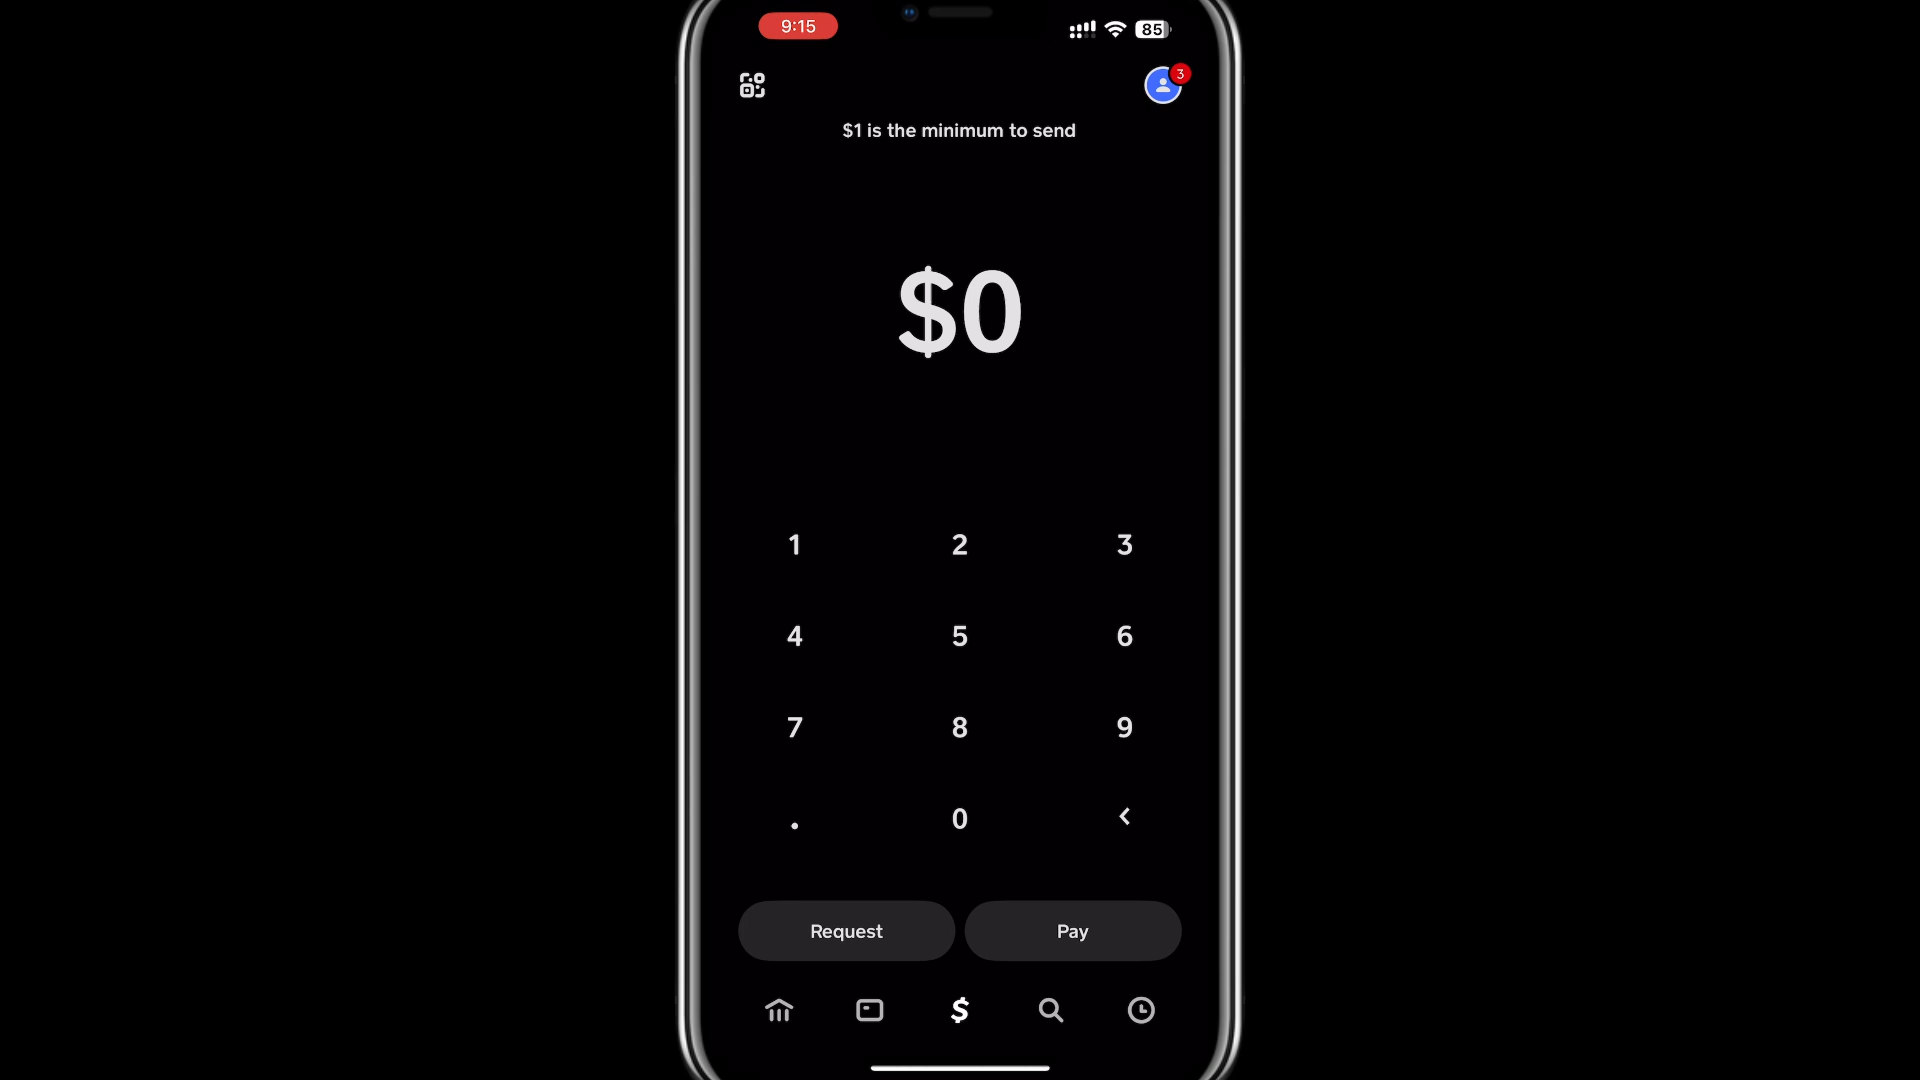 9:15
85
3
$1 is the minimum to send
$0
1 2 3
4 5 6
7 8 9
. 0
Request Pay
$